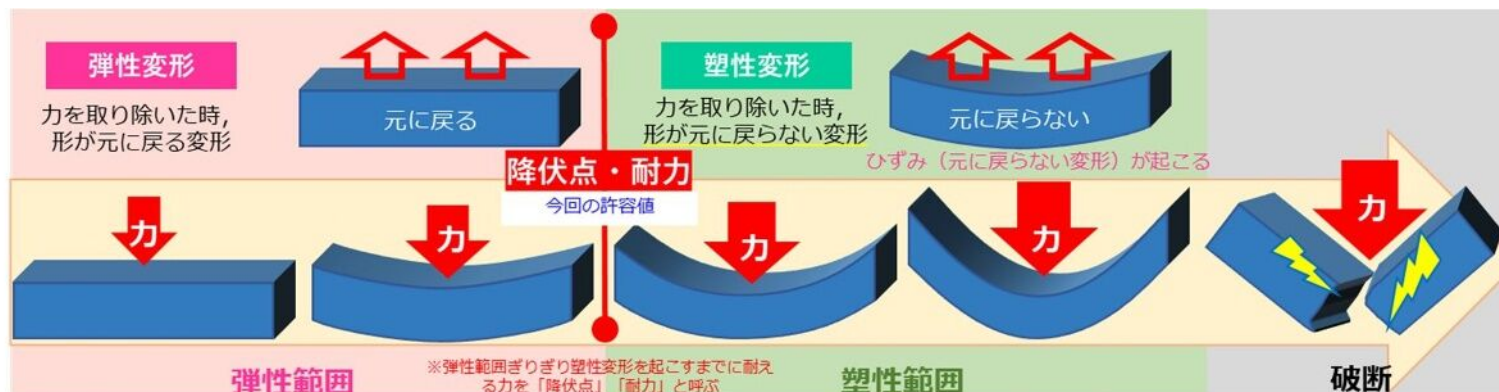 弾性変形
力を取り除いた時,
形が元に戻る変形
元に戻る
塑性変形
力を取り除いた時,
形が元に戻らない変形
元に戻らない
ひずみ（元に戻らない変形）が起こる
降伏点・耐力
今回の許容値
力
力
力
力
力
弾性範囲
※弾性範囲ぎりぎり塑性変形を起こすまでに耐え
る力を「降伏点」「耐力」と呼ぶ
塑性範囲
破断